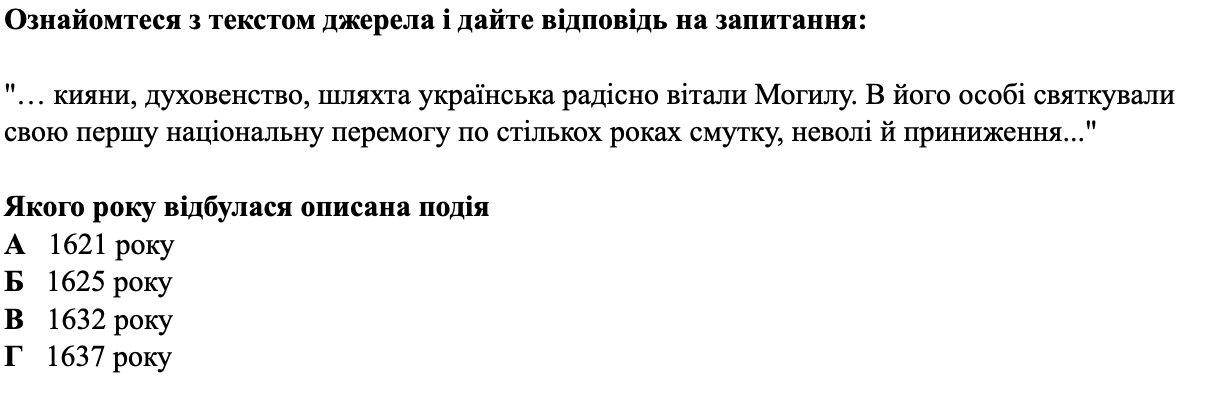 Ознайомтеся з текстом джерела і дайте відповідь на запитання:
"… кияни, духовенство, шляхта українська радісно вітали Могилу. В його особі святкували
свою першу національну перемогу по стількох роках смутку, неволі й приниження..."
Якого року відбулася описана подія
А 1621 року
Б 1625 року
В 1632 року
Г 1637 року